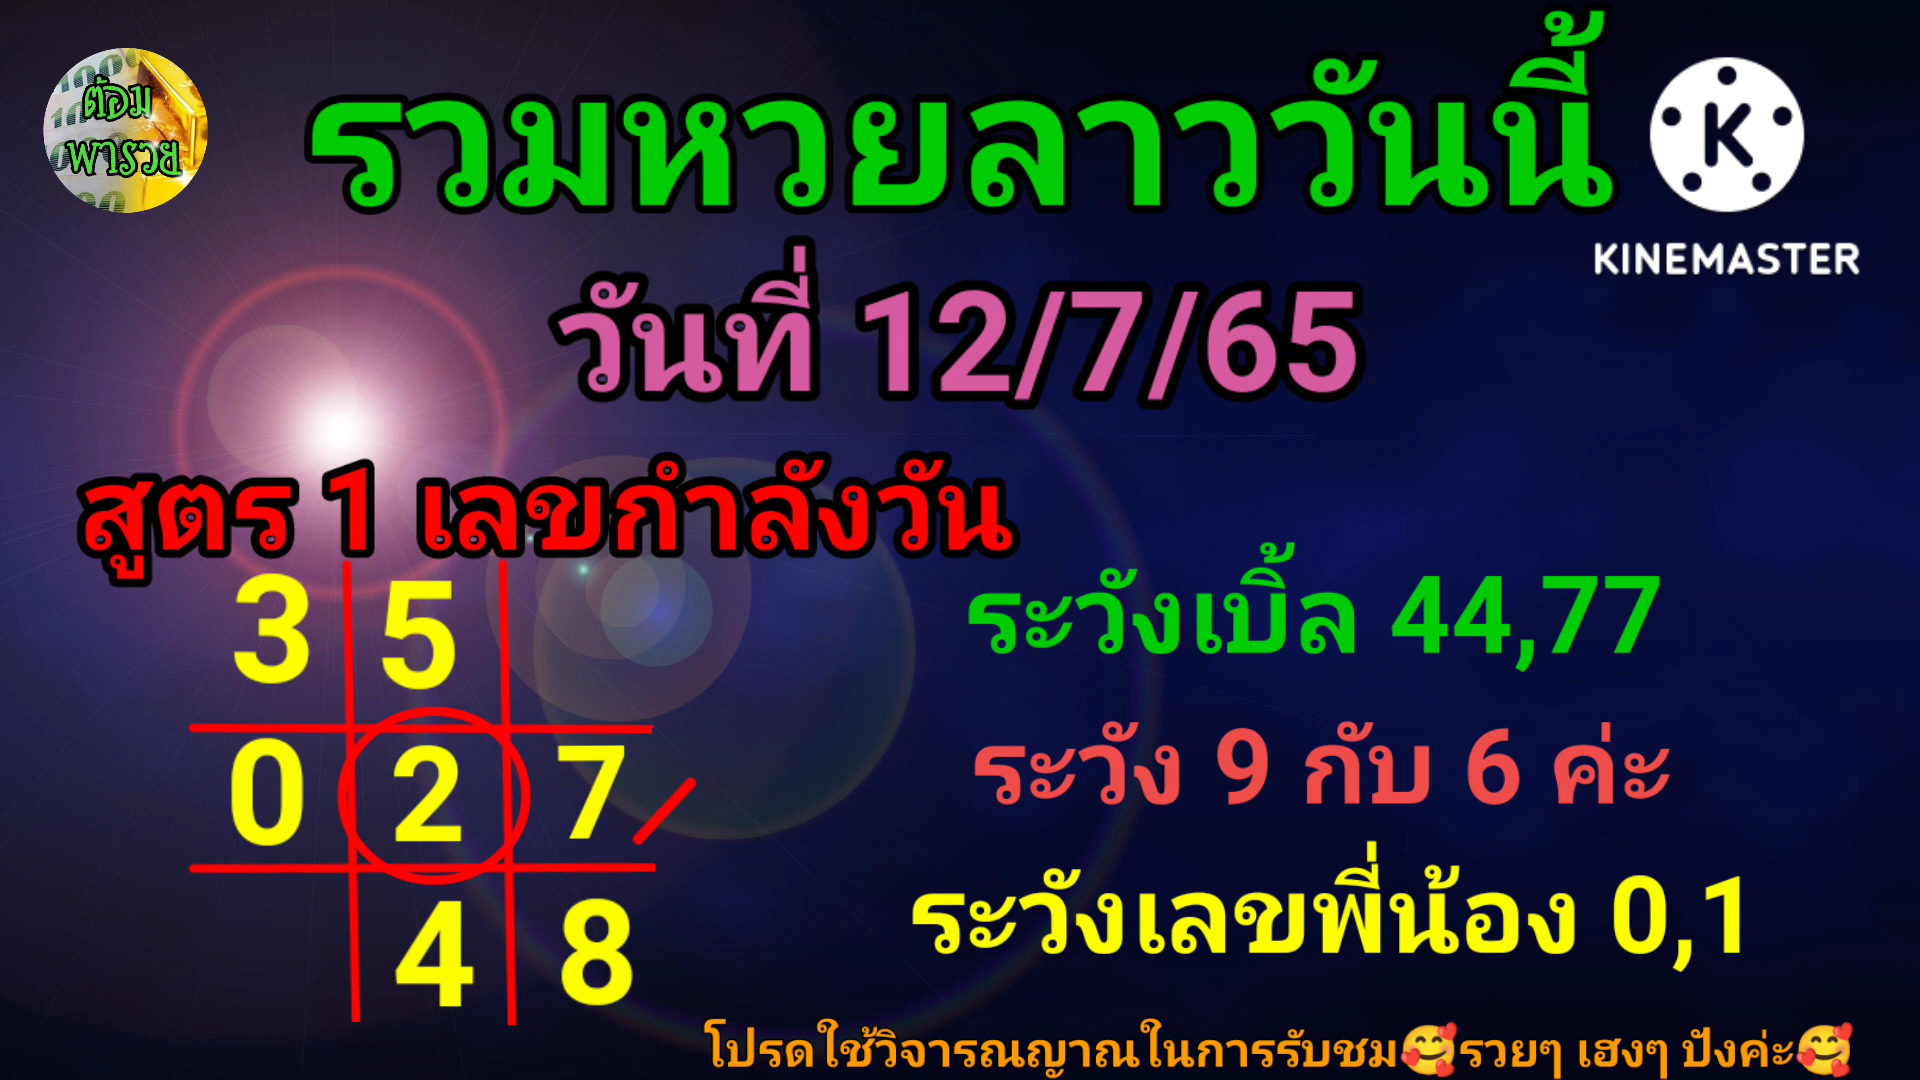 ต้อม
พารวย
รวมหวยลาววันนี้
K
KINEMASTER
วันที่ 12/7/65
สูตร 1 เลขกำลังวัน
3 5
0 2 7
4 8
ระวังเบิ้ล 44,77
ระวัง 9 กับ 6 ค่ะ
ระวังเลขพี่น้อง 0,1
โปรดใช้วิจารณญาณในการรับชม🥰รวยๆ เฮงๆ ปังค่ะ🥰